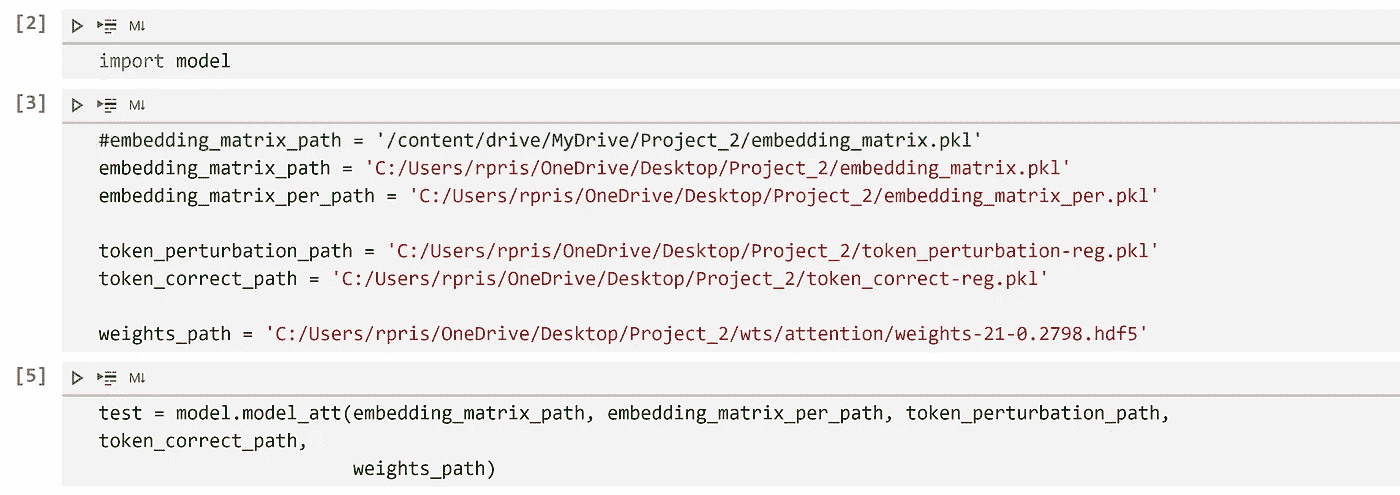 [2]
M↓
import model
[3]
M↓
#embedding_matrix_path = '/content/drive/MyDrive/Project_2/embedding_matrix.pkl'
embedding_matrix_path = 'C:/Users/rpris/OneDrive/Desktop/Project_2/embedding_matrix.pkl'
embedding_matrix_per_path = 'C:/Users/rpris/OneDrive/Desktop/Project_2/embedding_matrix_per.pkl'
token_perturbation_path = 'C:/Users/rpris/OneDrive/Desktop/Project_2/token_perturbation-reg.pkl'
token_correct_path = 'C:/Users/rpris/OneDrive/Desktop/Project_2/token_correct-reg.pkl'
weights_path = 'C:/Users/rpris/OneDrive/Desktop/Project_2/wts/attention/weights-21-0.2798.hdf5'
[5]
M↓
test = model.model_att(embedding_matrix_path, embedding_matrix_per_path, token_perturbation_path,
token_correct_path,
weights_path)